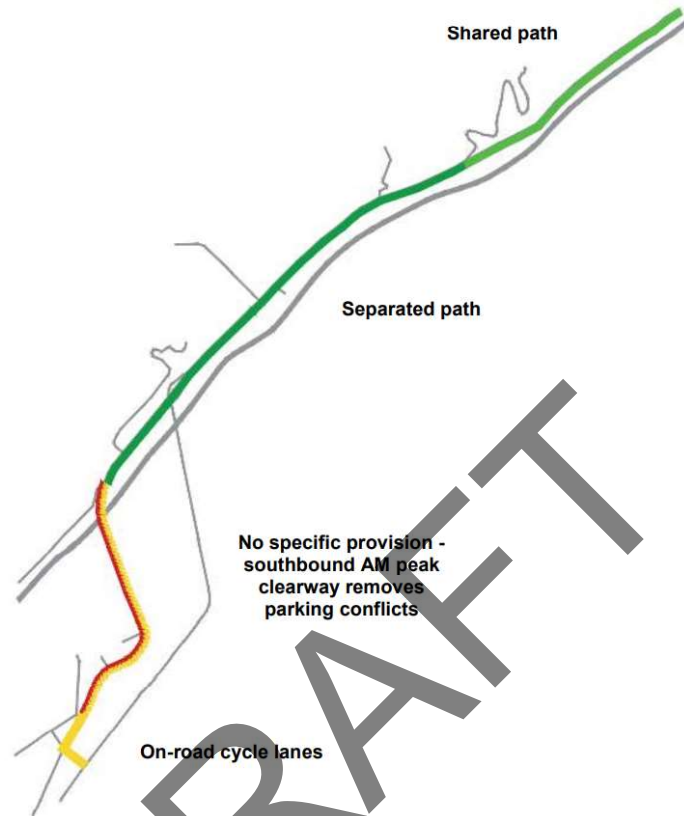 Shared path
Separated path
No specific provision -
southbound AM peak
clearway removes
parking conflicts
On-road cycle lanes
DRAFT